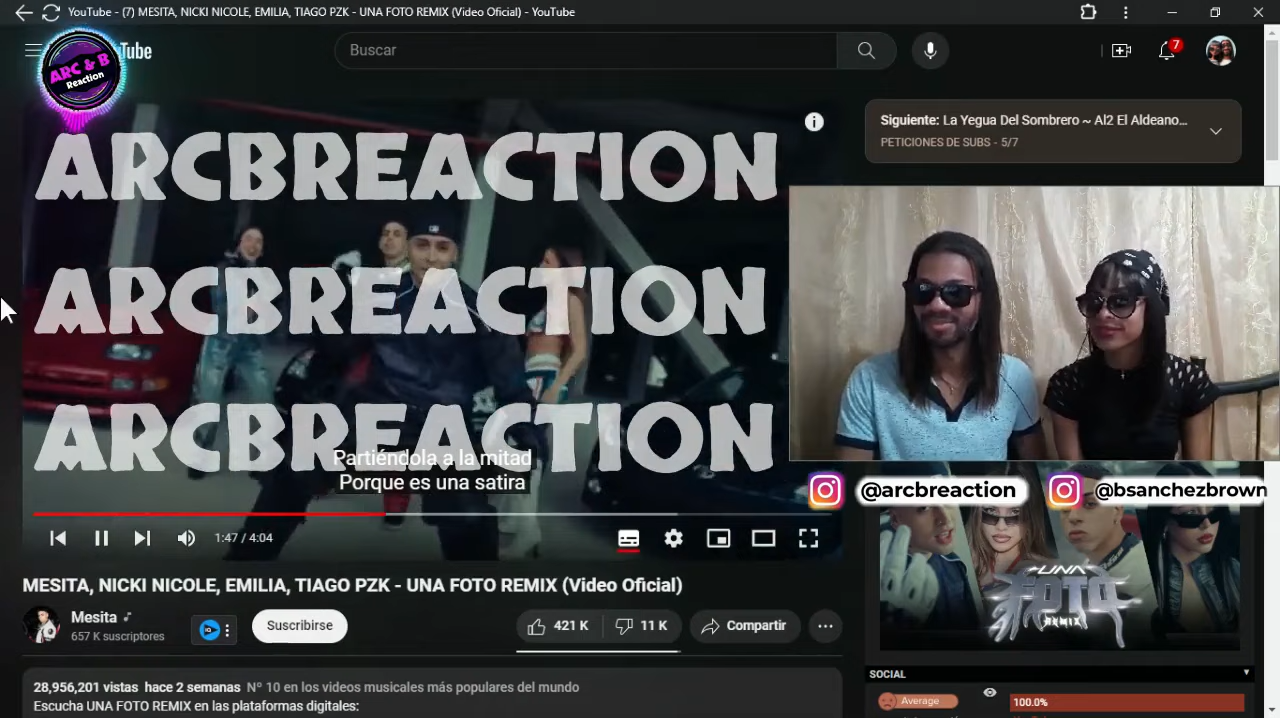 YouTube - (7) MESITA, NICKI NICOLE, EMILIA, TIAGO PZK - UNA FOTO REMIX (Video Oficial) - YouTube
ARC & B
Reaction
Tube
Buscar
7
Siguiente: La Yegua Del Sombrero ~ Al2 El Aldeano...
PETICIONES DE SUBS - 5/7
ARCBREACTION
ARCBREACTION
ARCBREACTION
Partiéndola a la mitad
Porque es una satira
@arcbreaction
@bsanchezbrown
1:47 / 4:04
MESITA, NICKI NICOLE, EMILIA, TIAGO PZK - UNA FOTO REMIX (Video Oficial)
UNA
FOTO
REMIX
Mesita
657 K suscriptores
Suscribirse
421 K
11 K
Compartir
SOCIAL
28,956,201 vistas hace 2 semanas Nº 10 en los videos musicales más populares del mundo
Average
100.0%
Escucha UNA FOTO REMIX en las plataformas digitales: